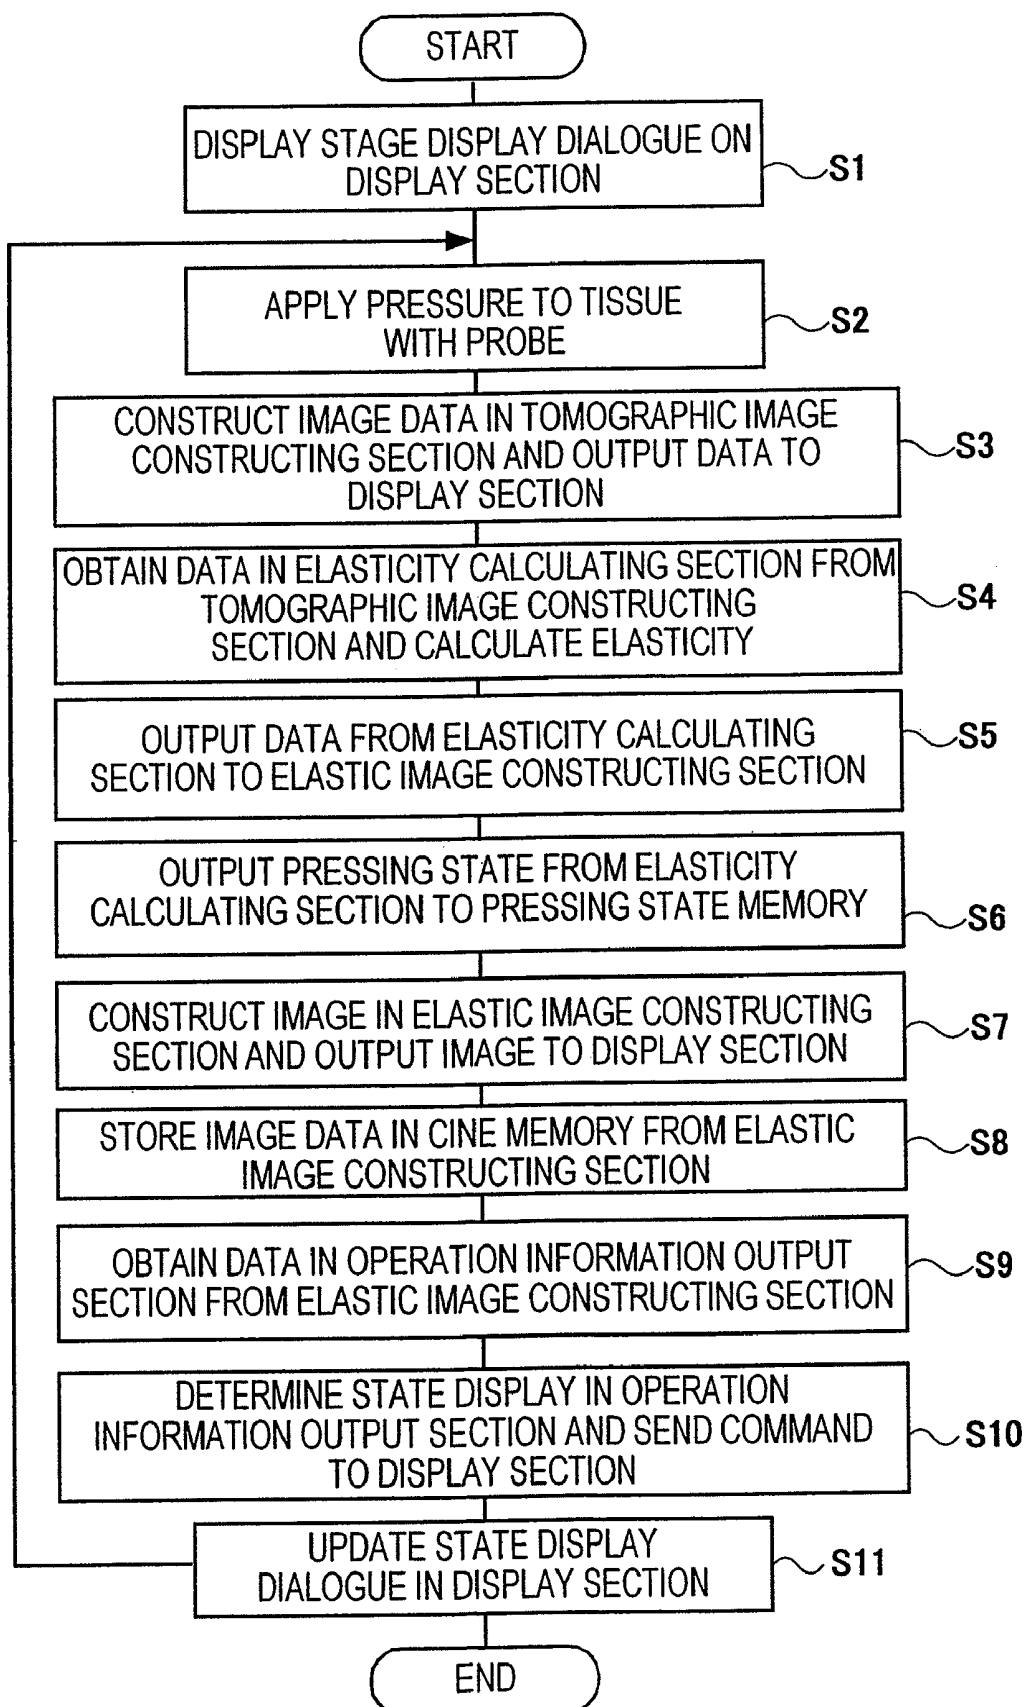 START
DISPLAY STAGE DISPLAY DIALOGUE ON
DISPLAY SECTION
S1
APPLY PRESSURE TO TISSUE
WITH PROBE
S2
CONSTRUCT IMAGE DATA IN TOMOGRAPHIC IMAGE
CONSTRUCTING SECTION AND OUTPUT DATA TO
DISPLAY SECTION
S3
OBTAIN DATA IN ELASTICITY CALCULATING SECTION FROM
TOMOGRAPHIC IMAGE CONSTRUCTING
SECTION AND CALCULATE ELASTICITY
S4
OUTPUT DATA FROM ELASTICITY CALCULATING
SECTION TO ELASTIC IMAGE CONSTRUCTING SECTION
S5
OUTPUT PRESSING STATE FROM ELASTICITY
CALCULATING SECTION TO PRESSING STATE MEMORY
S6
CONSTRUCT IMAGE IN ELASTIC IMAGE CONSTRUCTING
SECTION AND OUTPUT IMAGE TO DISPLAY SECTION
S7
STORE IMAGE DATA IN CINE MEMORY FROM ELASTIC
IMAGE CONSTRUCTING SECTION
S8
OBTAIN DATA IN OPERATION INFORMATION OUTPUT
SECTION FROM ELASTIC IMAGE CONSTRUCTING SECTION
S9
DETERMINE STATE DISPLAY IN OPERATION
INFORMATION OUTPUT SECTION AND SEND COMMAND
TO DISPLAY SECTION
S10
UPDATE STATE DISPLAY
DIALOGUE IN DISPLAY SECTION
S11
END